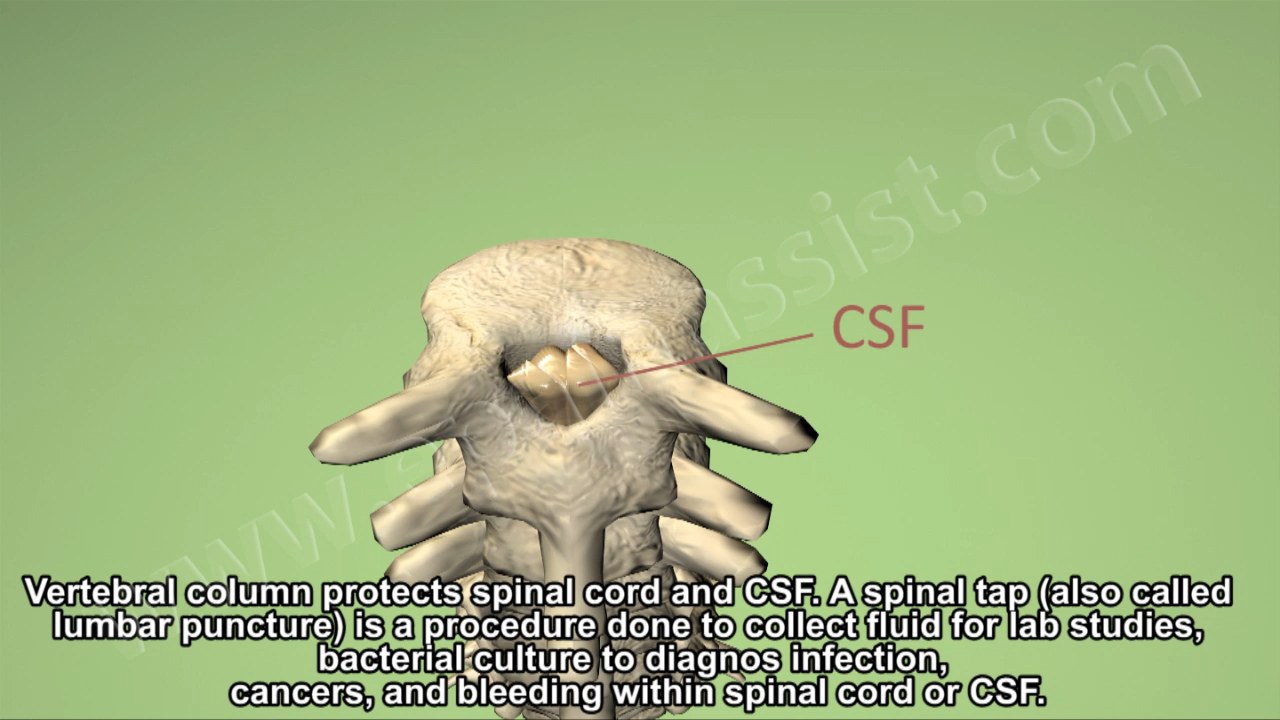 CSF
Vertebral column protects spinal cord and CSF. A spinal tap (also called
lumbar puncture) is a procedure done to collect fluid for lab studies,
bacterial culture to diagnos infection,
cancers, and bleeding within spinal cord or CSF.